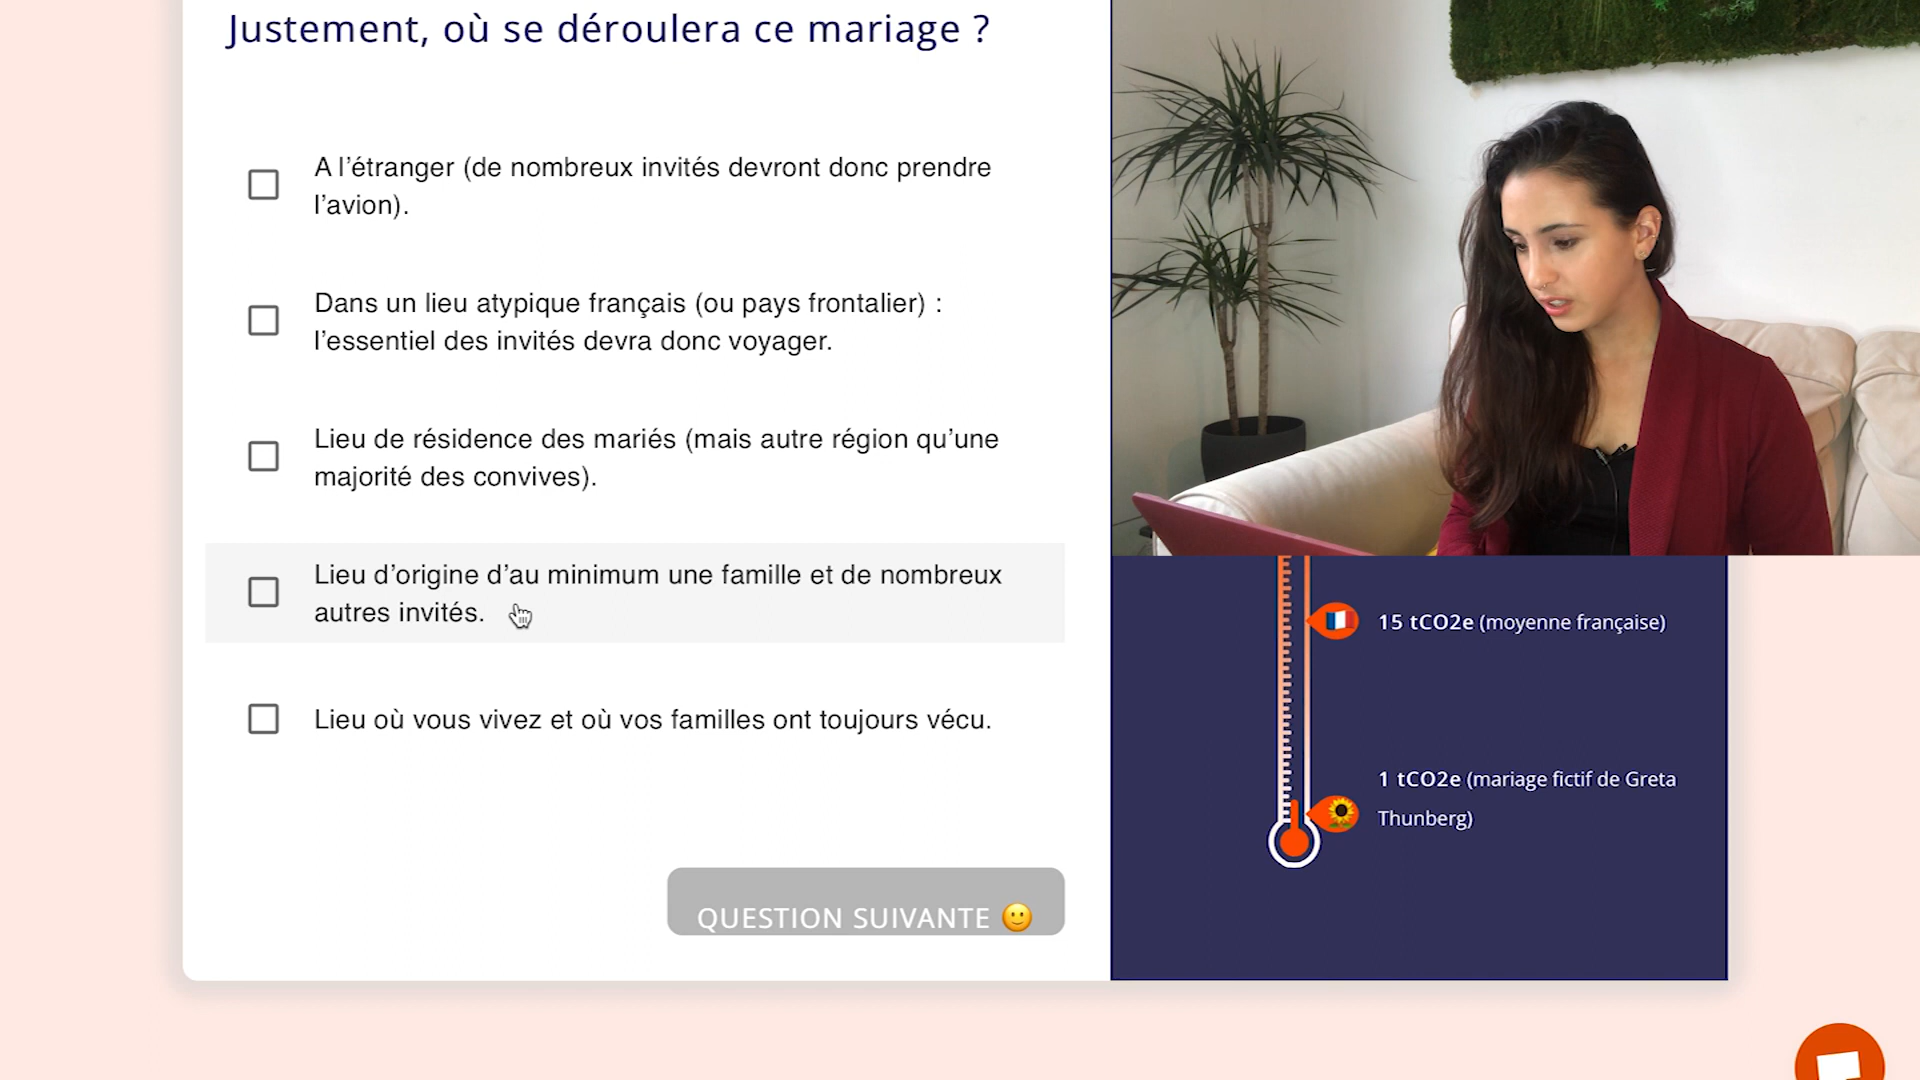 Justement, où se déroulera ce mariage ?
A l’étranger (de nombreux invités devront donc prendre
l’avion).
Dans un lieu atypique français (ou pays frontalier) :
l’essentiel des invités devra donc voyager.
Lieu de résidence des mariés (mais autre région qu’une
majorité des convives).
Lieu d’origine d’au minimum une famille et de nombreux
autres invités.
Lieu où vous vivez et où vos familles ont toujours vécu.
QUESTION SUIVANTE 🙂
15 tCO2e (moyenne française)
1 tCO2e (mariage fictif de Greta
Thunberg)